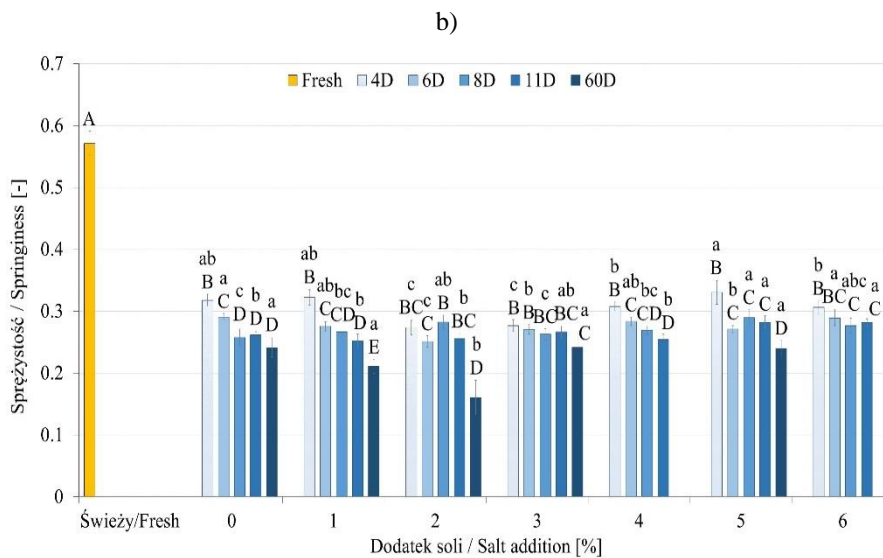 b)
0.7
Fresh 4D 6D 8D 11D 60D
0.6
A
0.5
0.4
0.3
0.2
0.1
0
Sprężystość / Springiness [-]
ab
B
a
C
c
D
b
D
a
D
ab
B
ab
C
bc
CD
b
D
a
E
c
BC
c
C
ab
B
b
BC
b
D
c
B
b
B
c
BC
ab
BC
a
C
b
B
ab
C
c
CD
b
D
a
B
b
C
a
C
a
C
a
D
b
B
a
BC
abc
C
a
C
Świeży/Fresh 0 1 2 3 4 5 6
Dodatek soli / Salt addition [%]